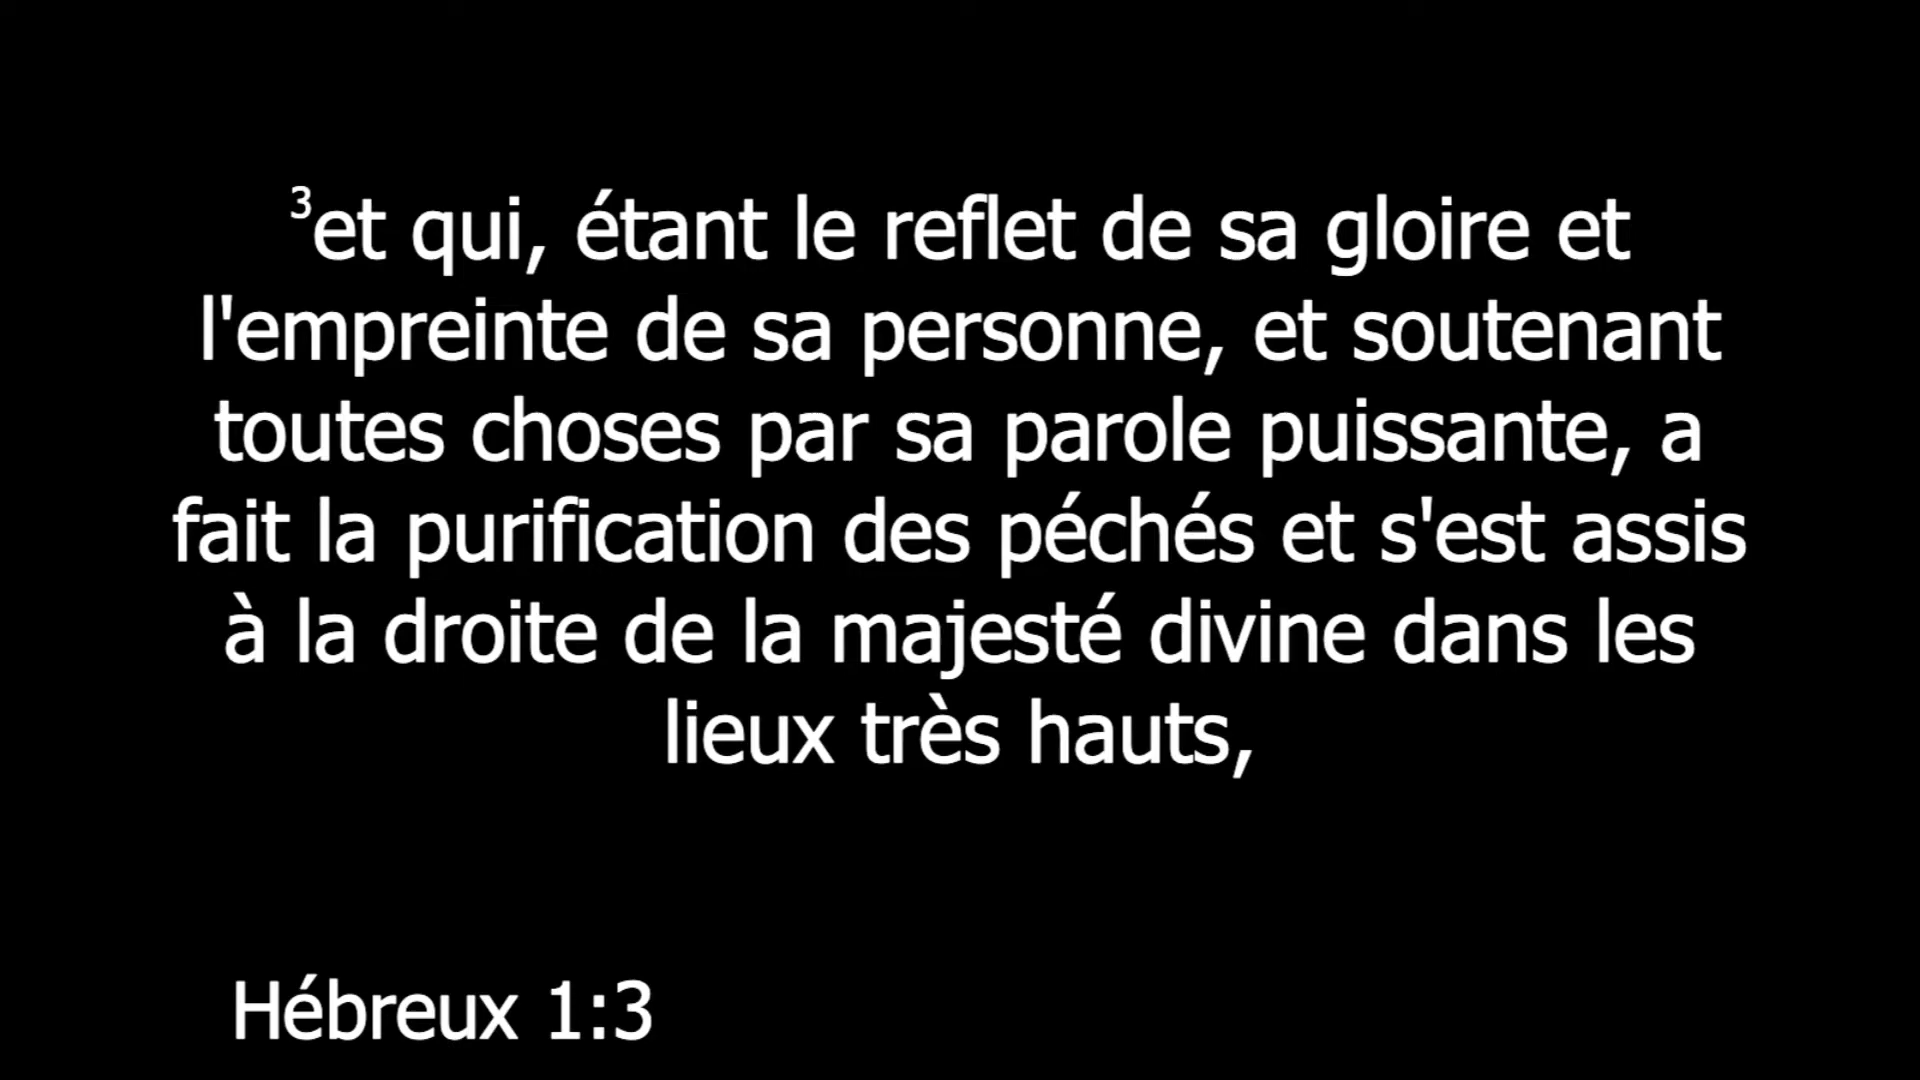 ³et qui, étant le reflet de sa gloire et
l'empreinte de sa personne, et soutenant
toutes choses par sa parole puissante, a
fait la purification des péchés et s'est assis
à la droite de la majesté divine dans les
lieux très hauts,
Hébreux 1:3